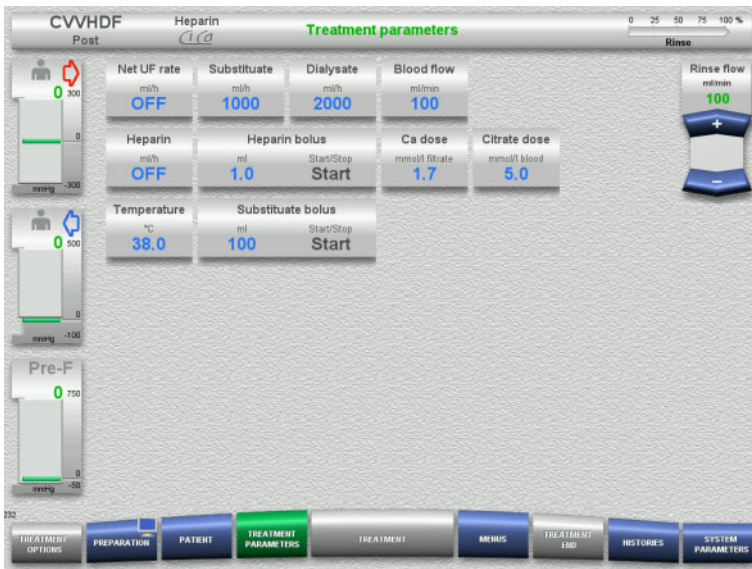 CVVHDF Heparin
Post Ci Ca
Treatment parameters
0 25 50 75 100 %
Rinse
0 300
0
mmHg -300
Net UF rate Substituate Dialysate Blood flow
ml/h ml/h ml/h ml/min
OFF 1000 2000 100
Rinse flow
ml/min
100
+
−
Heparin Heparin bolus Ca dose Citrate dose
ml/h ml Start/Stop mmol/l filtrate mmol/l blood
OFF 1.0 Start 1.7 5.0
Temperature Substituate bolus
°C ml Start/Stop
38.0 100 Start
0 500
0
mmHg -100
Pre-F
0 750
0
mmHg -50
232
TREATMENT OPTIONS
PREPARATION
PATIENT
TREATMENT PARAMETERS
TREATMENT
MENUS
TREATMENT END
HISTORIES
SYSTEM PARAMETERS